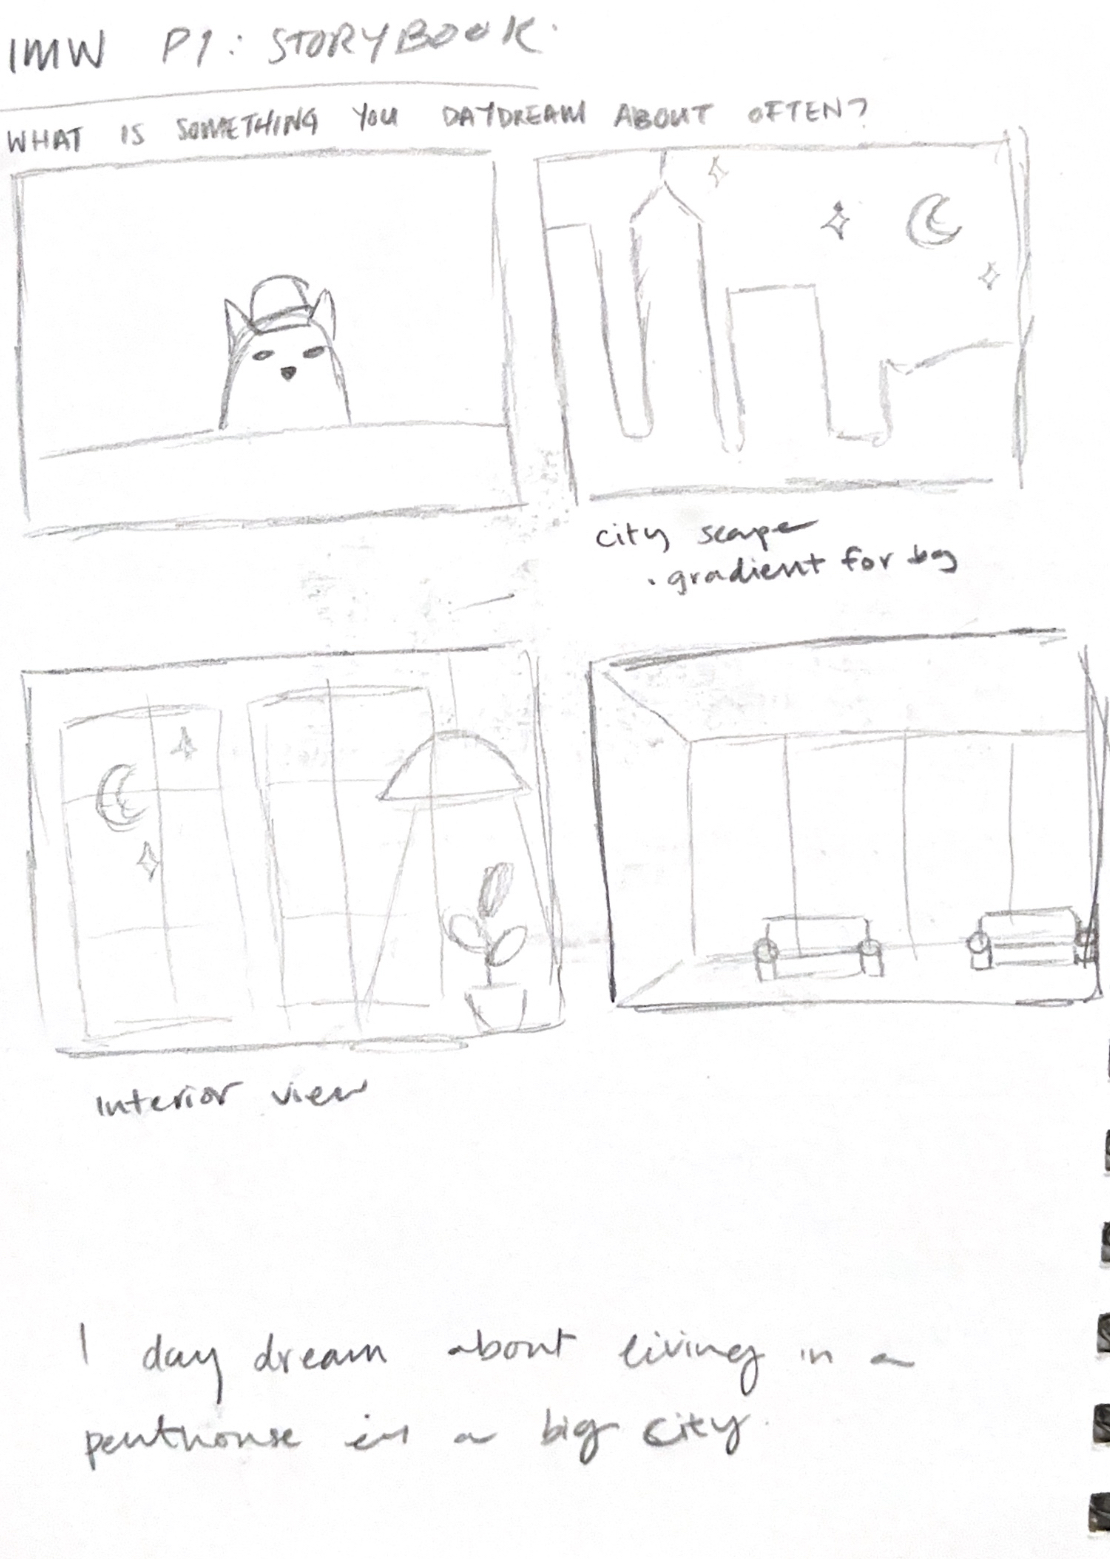 IMW P1: STORYBOOK.
WHAT IS SOMETHING YOU DAYDREAM ABOUT OFTEN?
city scape
. gradient for bg
Interior view
I day dream about living in a
penthouse in a big city.